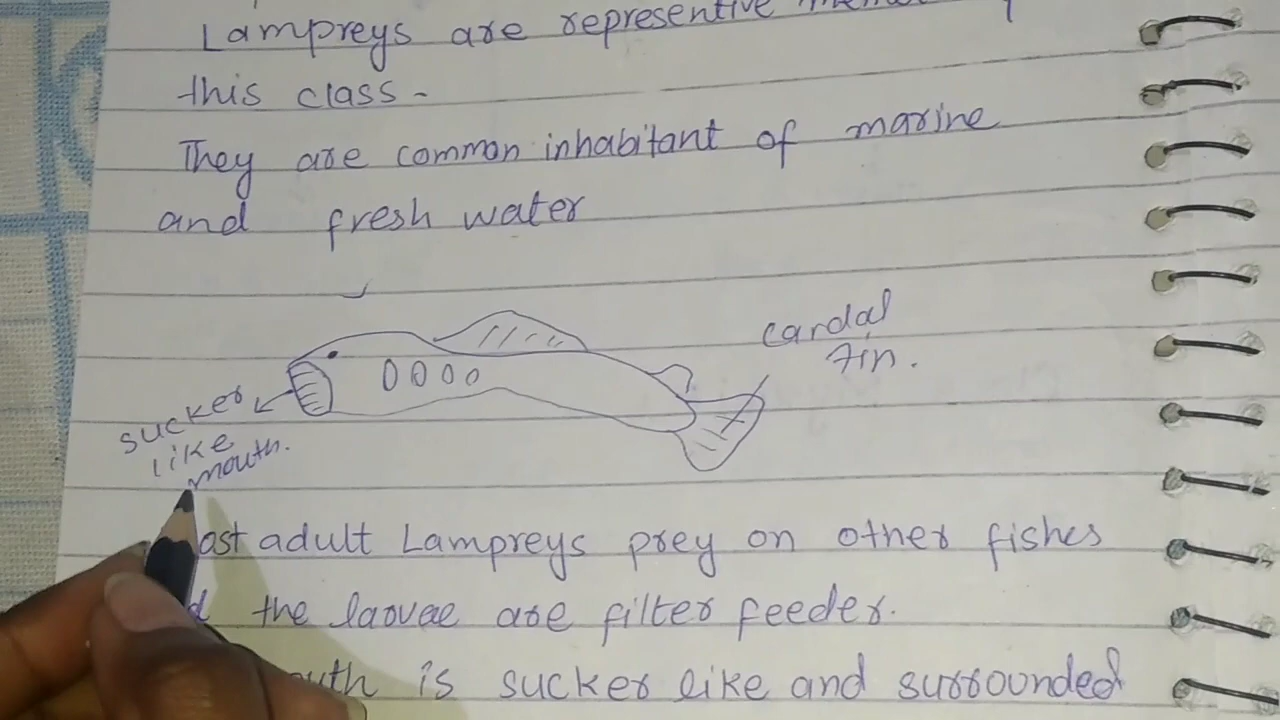 Lampreys are representive
this class.
They are common inhabitant of marine
and fresh water
cardal
fin.
sucker
like
mouth.
adult Lampreys prey on other fishes
the larvae are filter feeder.
is sucker like and surrounded